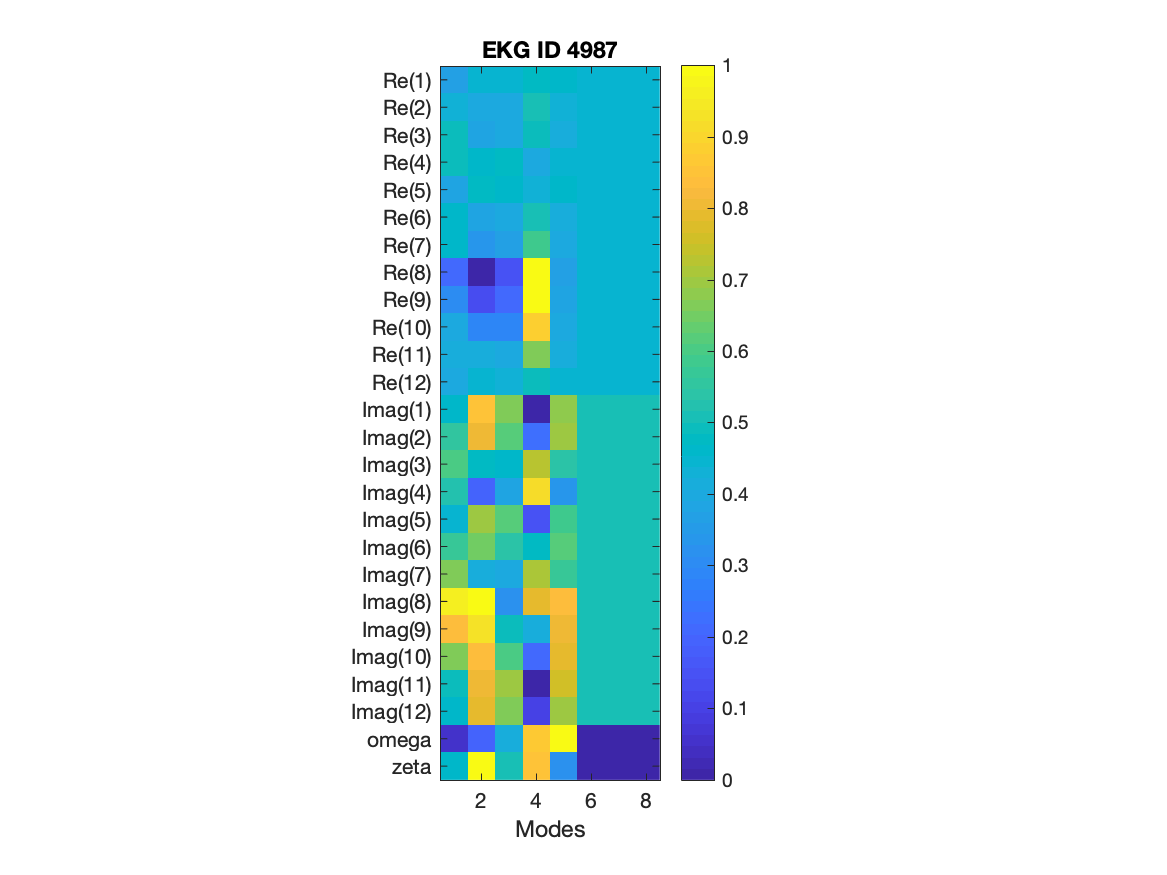 EKG ID 4987
Re(1)
Re(2)
Re(3)
Re(4)
Re(5)
Re(6)
Re(7)
Re(8)
Re(9)
Re(10)
Re(11)
Re(12)
Imag(1)
Imag(2)
Imag(3)
Imag(4)
Imag(5)
Imag(6)
Imag(7)
Imag(8)
Imag(9)
Imag(10)
Imag(11)
Imag(12)
omega
zeta
2 4 6 8
Modes
1
0.9
0.8
0.7
0.6
0.5
0.4
0.3
0.2
0.1
0